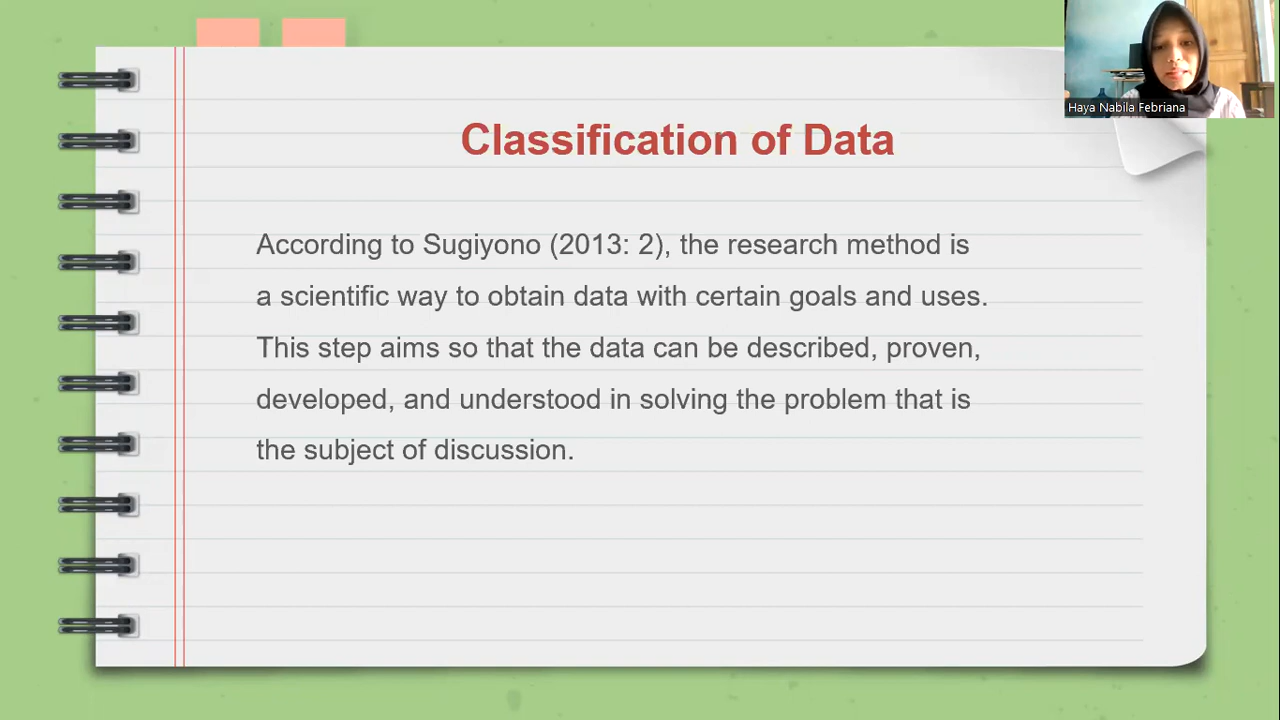 Haya Nabila Febriana
Classification of Data
According to Sugiyono (2013: 2), the research method is
a scientific way to obtain data with certain goals and uses.
This step aims so that the data can be described, proven,
developed, and understood in solving the problem that is
the subject of discussion.